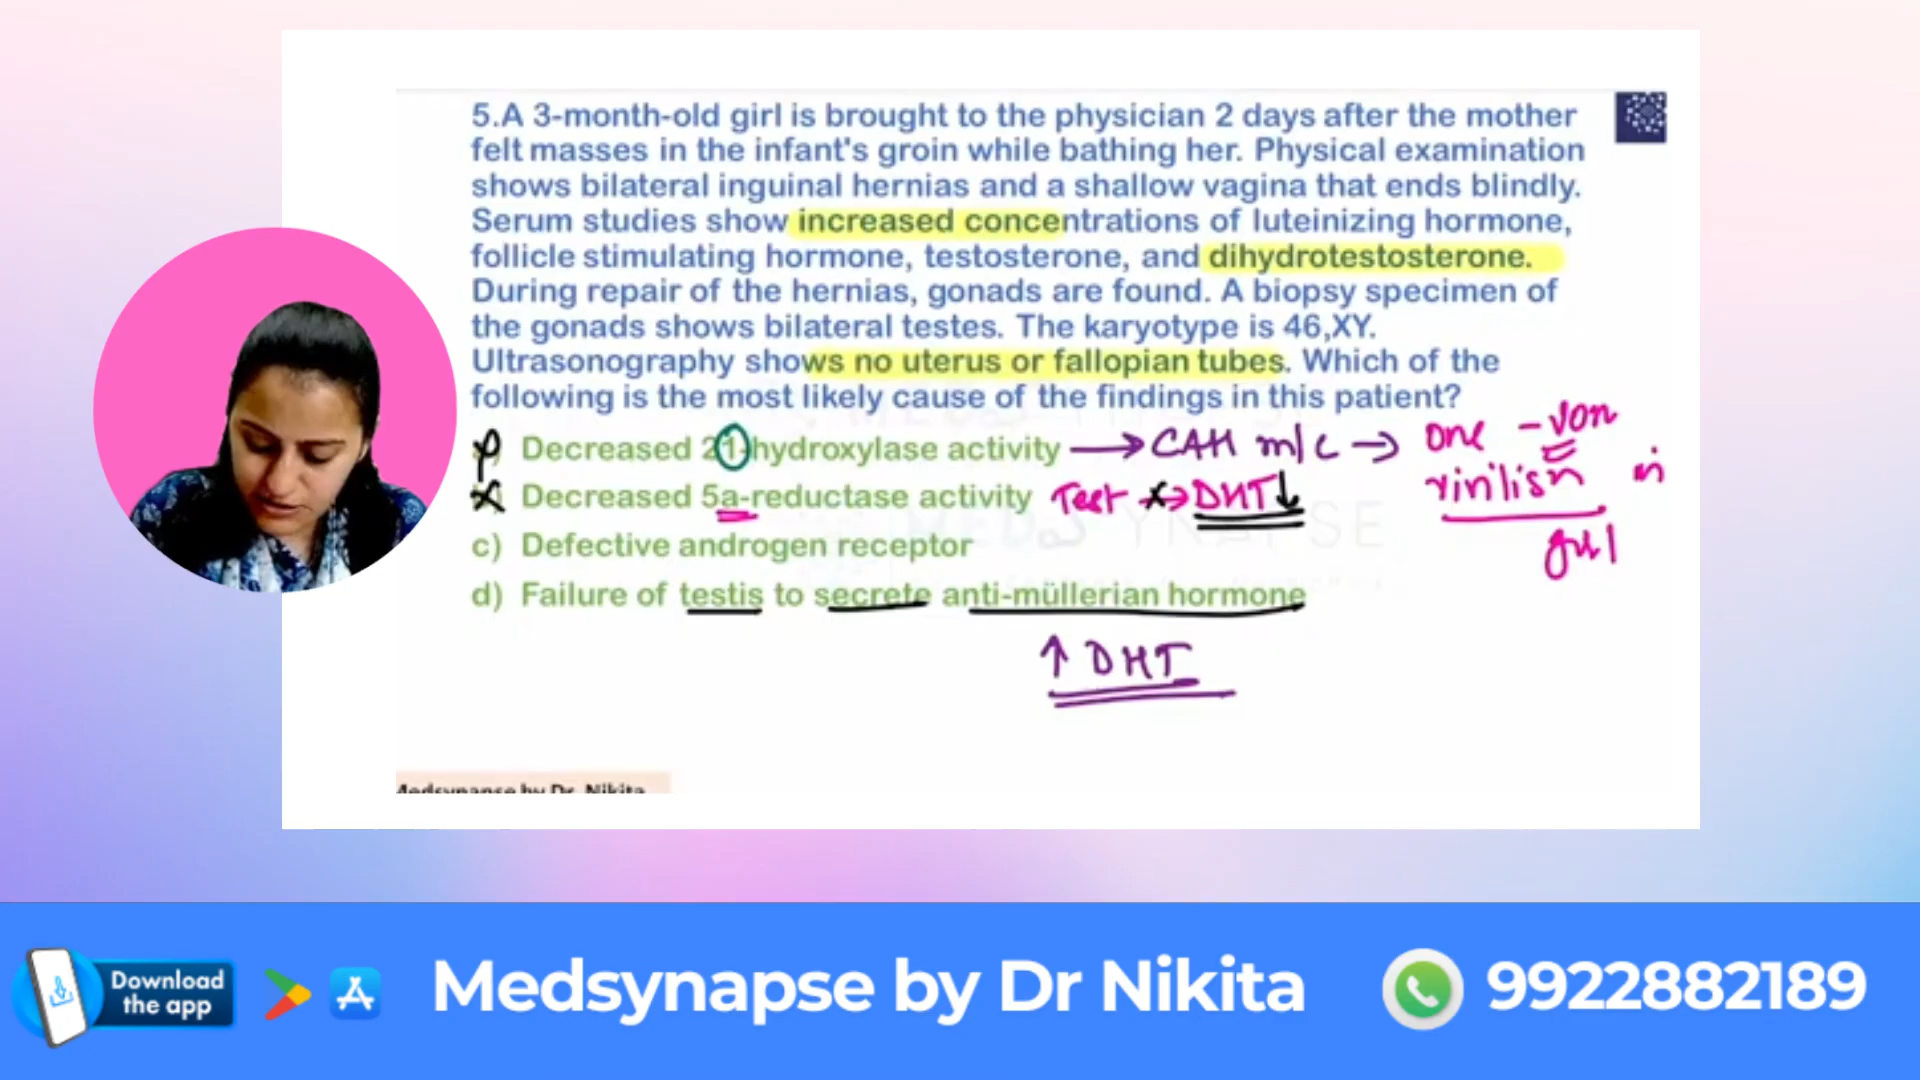 5.A 3-month-old girl is brought to the physician 2 days after the mother
felt masses in the infant's groin while bathing her. Physical examination
shows bilateral inguinal hernias and a shallow vagina that ends blindly.
Serum studies show increased concentrations of luteinizing hormone,
follicle stimulating hormone, testosterone, and dihydrotestosterone.
During repair of the hernias, gonads are found. A biopsy specimen of
the gonads shows bilateral testes. The karyotype is 46,XY.
Ultrasonography shows no uterus or fallopian tubes. Which of the
following is the most likely cause of the findings in this patient?
Decreased 21-hydroxylase activity → CAH m/c → one
virilism in
girl
Decreased 5a-reductase activity Test → DHT↓
c) Defective androgen receptor
d) Failure of testis to secrete anti-müllerian hormone
↑ DHT
Medsynapse by Dr. Nikita
Download
the app
Medsynapse by Dr Nikita
9922882189